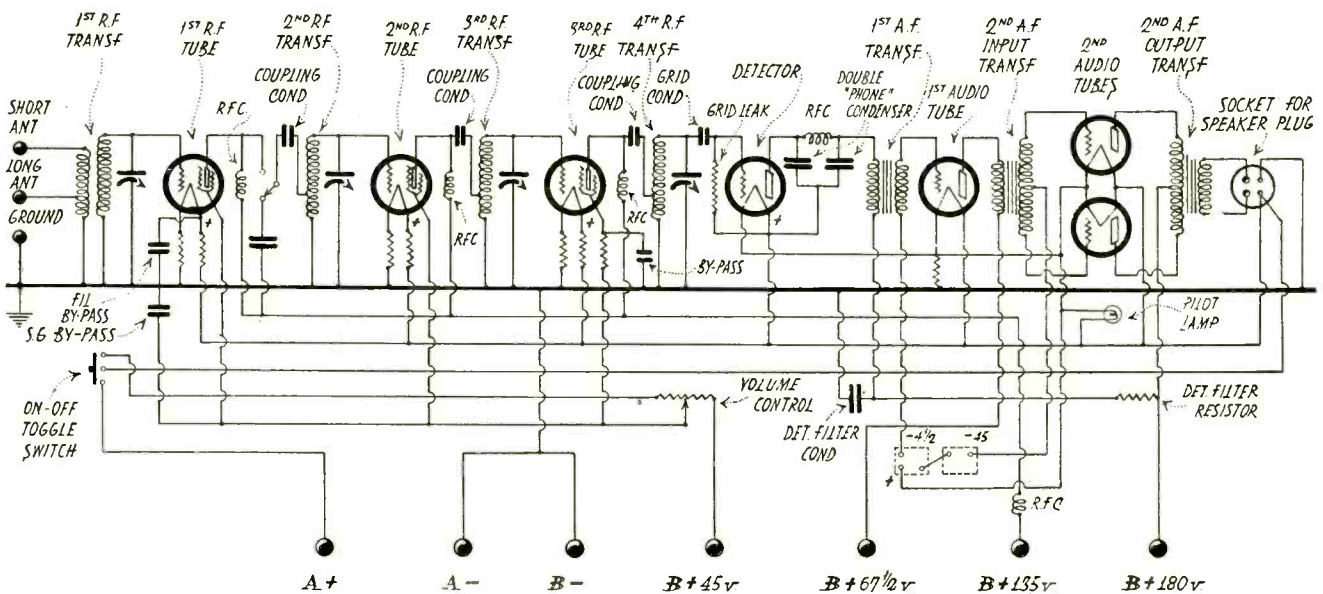 1ST R.F.
TRANSF
1ST R.F
TUBE
2ND R.F
TRANSF
2ND R.F
TUBE
3RD R.F.
TRANSF
3RD R.F
TUBE
4TH R.F
TRANSF
1ST A.F.
TRANSF.
2ND A.F
INPUT
TRANSF
2ND
AUDIO
TUBES
2ND A.F
OUTPUT
TRANSF.
COUPLING
COND
COUPLING
COND
COUPLING
COND
GRID
COND
DETECTOR
DOUBLE
"PHONE"
CONDENSER
1ST AUDIO
TUBE
SOCKET FOR
SPEAKER PLUG
SHORT
ANT
LONG
ANT
GROUND
RFC
RFC
RFC
GRID LEAK
RFC
+
+
+
+
BY-PASS
FIL
BY-PASS
S.G BY-PASS
PILOT
LAMP
ON-OFF
TOGGLE
SWITCH
VOLUME
CONTROL
DET. FILTER
COND
DET. FILTER
RESISTOR
-4½
-45
+
RFC
A+
A-
B-
B+45v
B+67½v
B+135v
B+180v